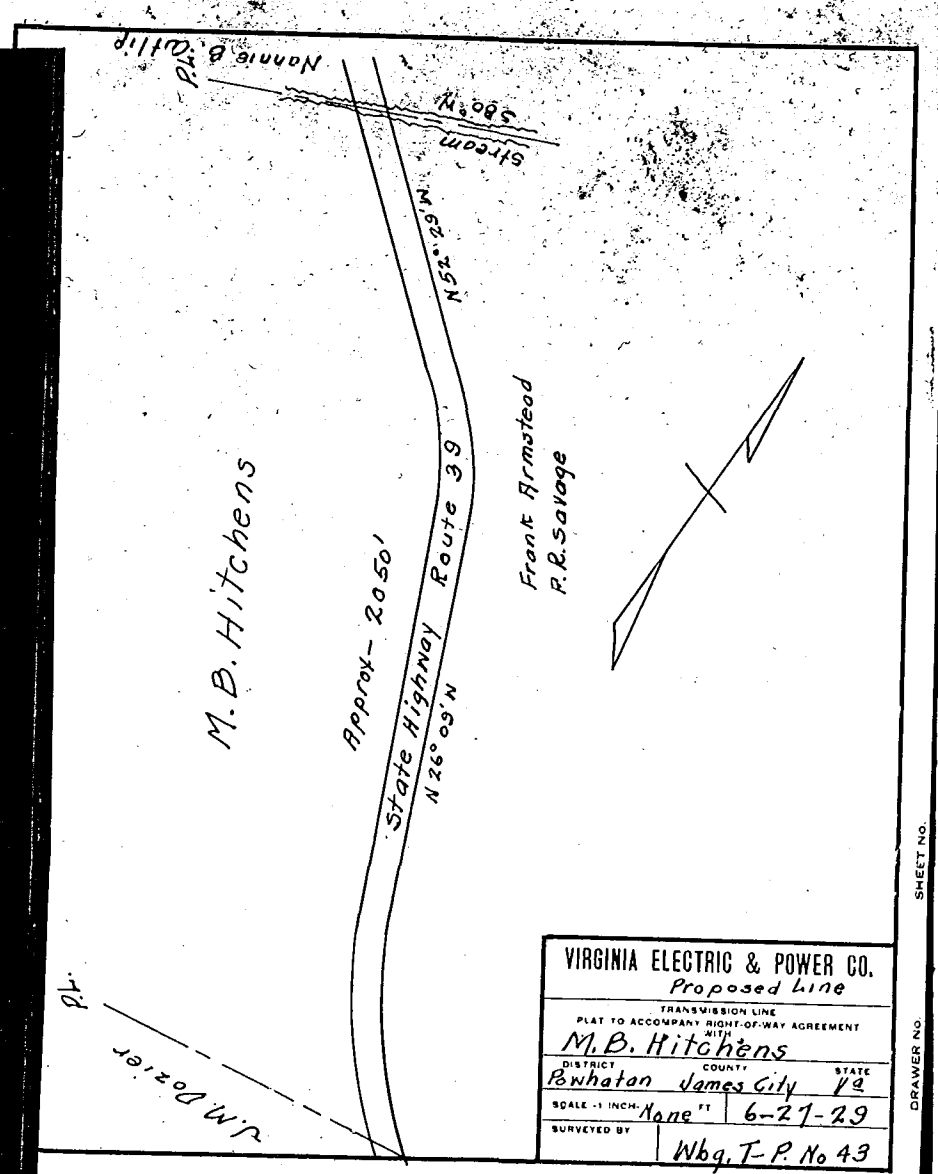 Nannie B. Cutlip
P.L.
S80°W
Stream
N52°29'W
Frank Armstead
P.R. Savage
M. B. Hitchens
Approx- 2050'
State Highway Route 39
N26°09'W
P.L.
J. M. Dozier
VIRGINIA ELECTRIC & POWER CO.
Proposed Line
TRANSMISSION LINE
PLAT TO ACCOMPANY RIGHT-OF-WAY AGREEMENT
WITH
M. B. Hitchens
DISTRICT COUNTY STATE
Powhatan James City Va
SCALE -1 INCH- None FT 6-27-29
SURVEYED BY
Wbg. T-P. No 43
SHEET NO.
DRAWER NO.